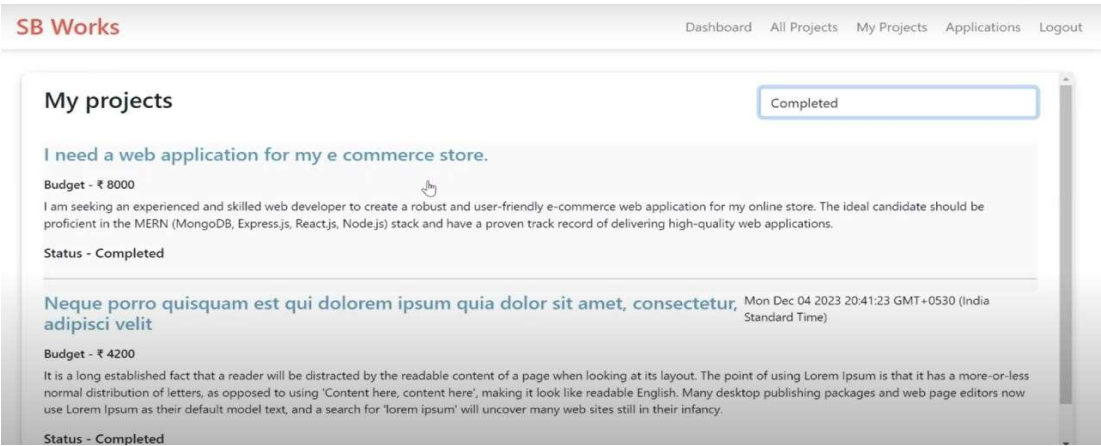 SB Works
Dashboard All Projects My Projects Applications Logout
My projects
Completed
I need a web application for my e commerce store.
Budget - ₹ 8000
I am seeking an experienced and skilled web developer to create a robust and user-friendly e-commerce web application for my online store. The ideal candidate should be
proficient in the MERN (MongoDB, Express.js, React.js, Node.js) stack and have a proven track record of delivering high-quality web applications.
Status - Completed
Neque porro quisquam est qui dolorem ipsum quia dolor sit amet, consectetur,
adipisci velit
Mon Dec 04 2023 20:41:23 GMT+0530 (India
Standard Time)
Budget - ₹ 4200
It is a long established fact that a reader will be distracted by the readable content of a page when looking at its layout. The point of using Lorem Ipsum is that it has a more-or-less
normal distribution of letters, as opposed to using 'Content here, content here', making it look like readable English. Many desktop publishing packages and web page editors now
use Lorem Ipsum as their default model text, and a search for 'lorem ipsum' will uncover many web sites still in their infancy.
Status - Completed